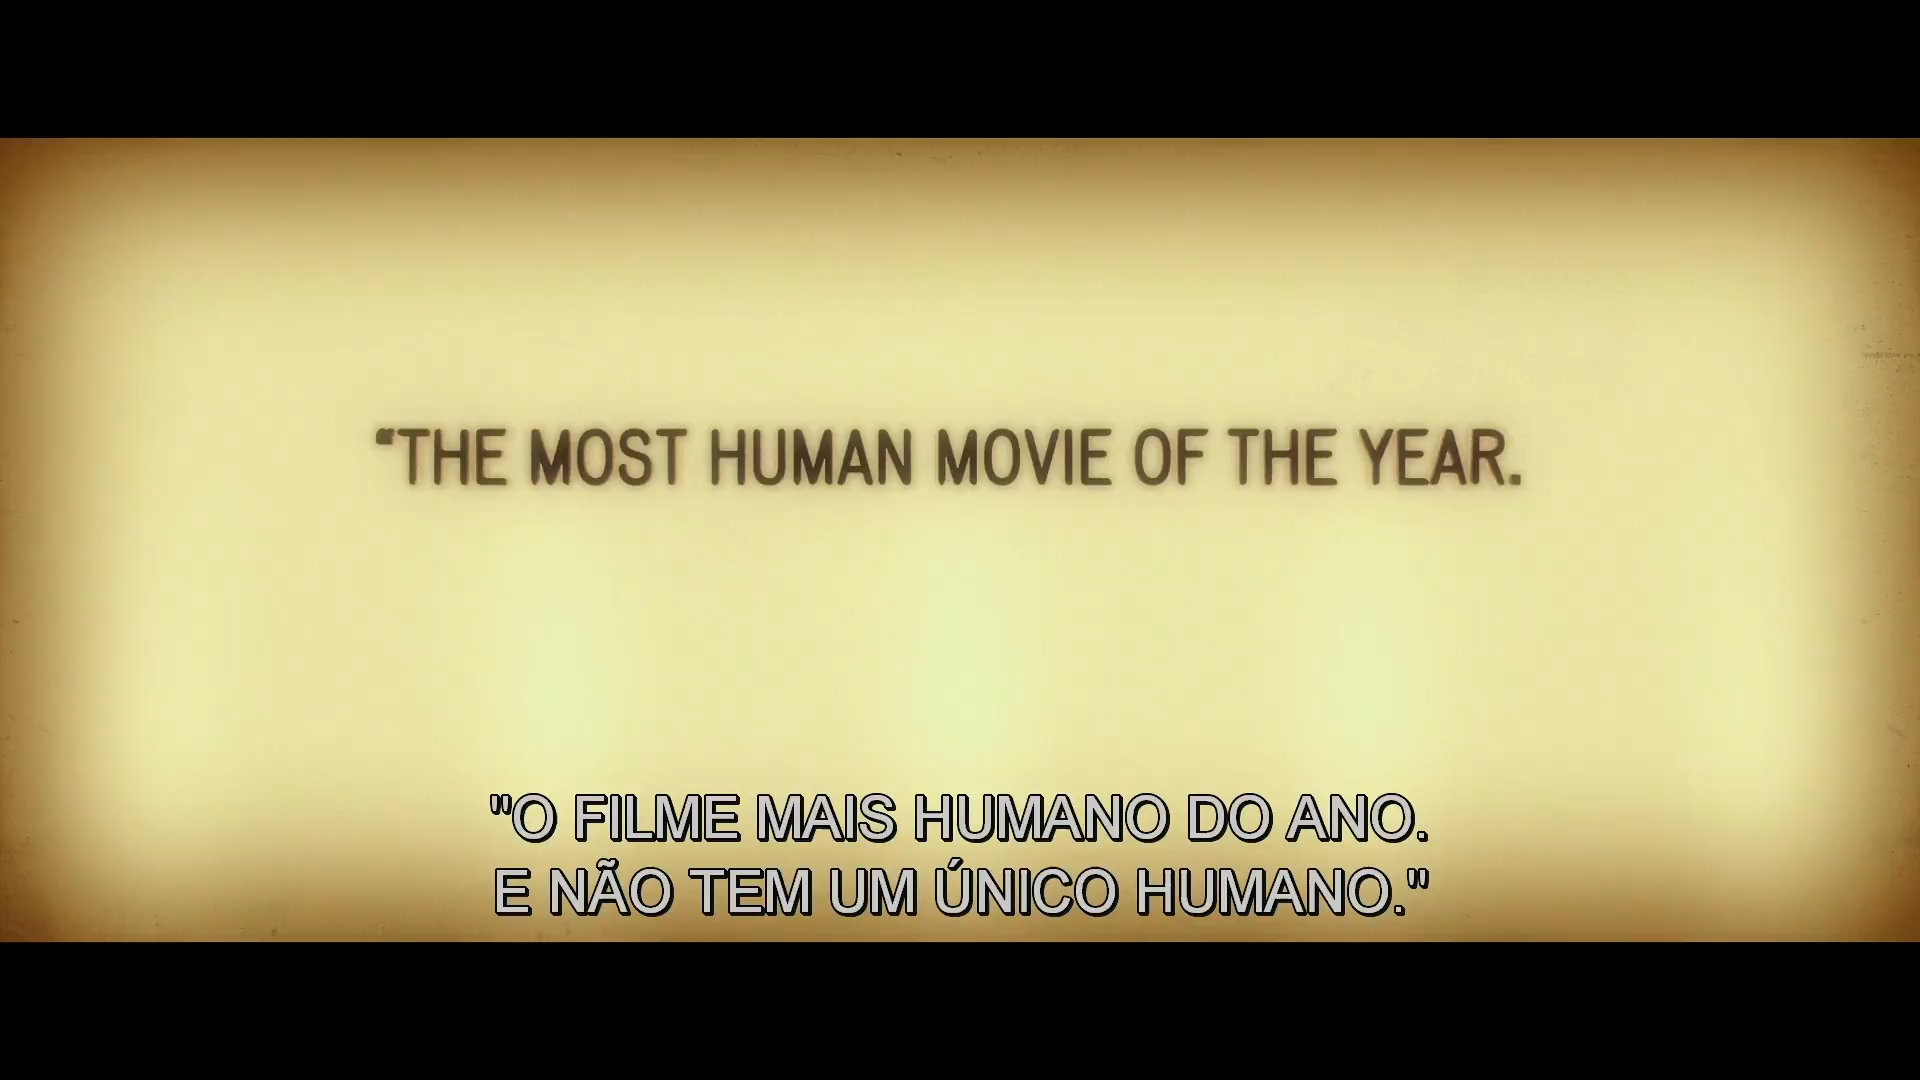 “THE MOST HUMAN MOVIE OF THE YEAR.
"O FILME MAIS HUMANO DO ANO.
E NÃO TEM UM ÚNICO HUMANO."